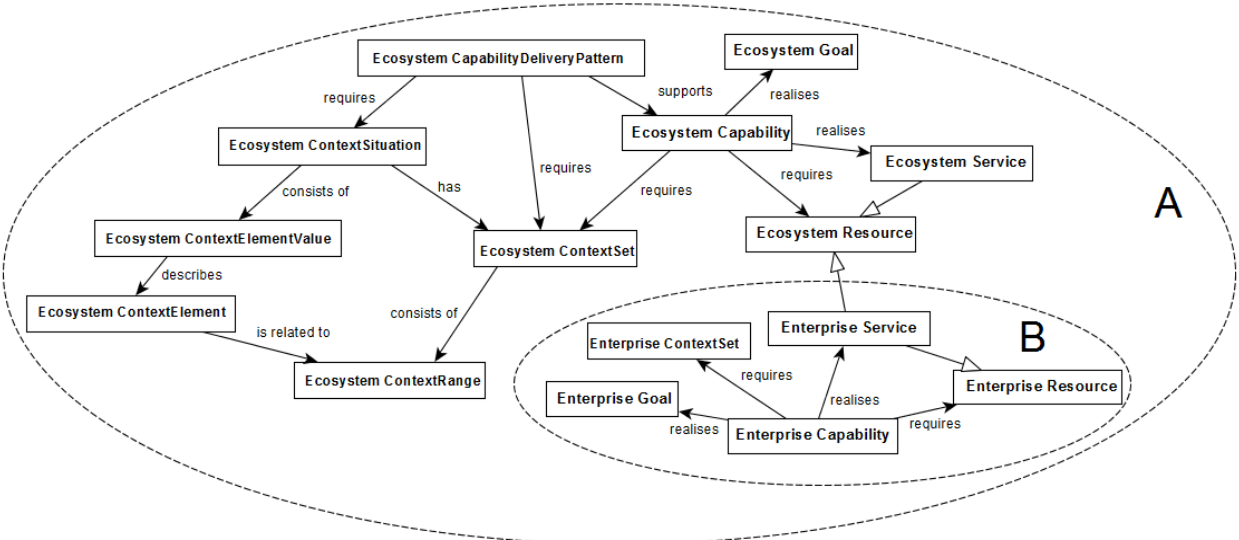 Ecosystem Goal
Ecosystem CapabilityDeliveryPattern
supports
realises
requires
Ecosystem Capability
realises
Ecosystem ContextSituation
Ecosystem Service
requires
requires
requires
consists of
has
A
Ecosystem ContextElementValue
Ecosystem Resource
Ecosystem ContextSet
describes
Ecosystem ContextElement
consists of
is related to
Enterprise Service
B
Enterprise ContextSet
requires
Ecosystem ContextRange
Enterprise Resource
Enterprise Goal
realises
realises
requires
Enterprise Capability